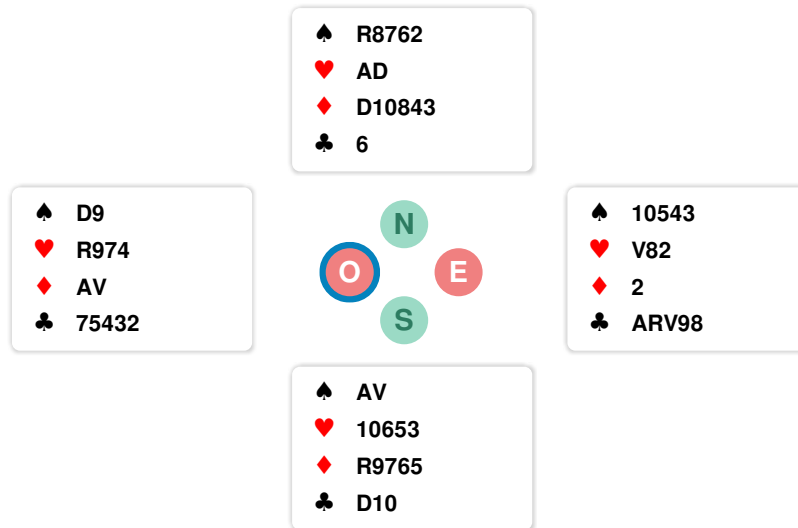 ♠ R8762
♥ AD
♦ D10843
♣ 6
♠ D9
♥ R974
♦ AV
♣ 75432
N
O E
S
♠ 10543
♥ V82
♦ 2
♣ ARV98
♠ AV
♥ 10653
♦ R9765
♣ D10